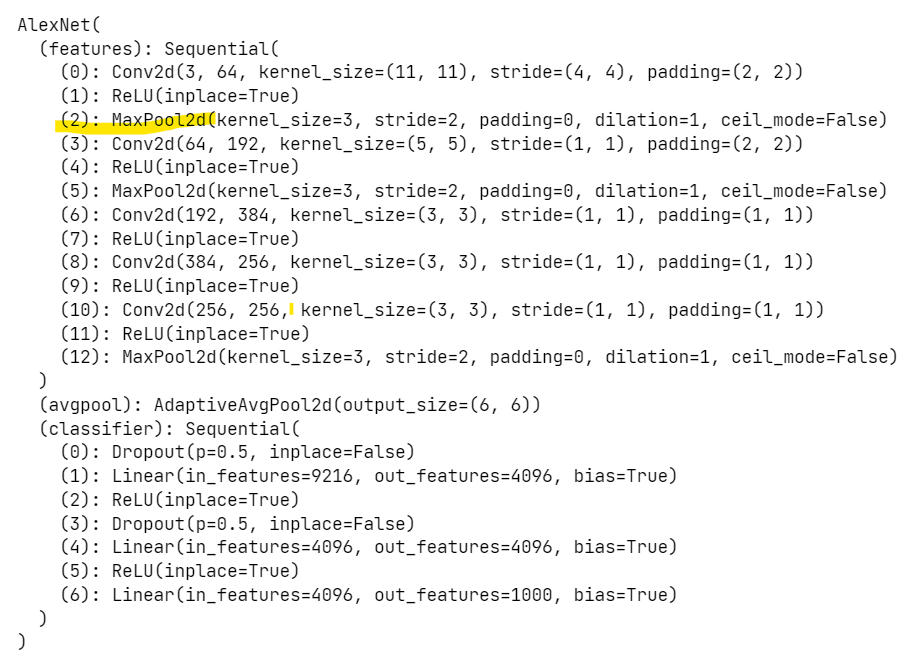 AlexNet(
  (features): Sequential(
    (0): Conv2d(3, 64, kernel_size=(11, 11), stride=(4, 4), padding=(2, 2))
    (1): ReLU(inplace=True)
    (2): MaxPool2d(kernel_size=3, stride=2, padding=0, dilation=1, ceil_mode=False)
    (3): Conv2d(64, 192, kernel_size=(5, 5), stride=(1, 1), padding=(2, 2))
    (4): ReLU(inplace=True)
    (5): MaxPool2d(kernel_size=3, stride=2, padding=0, dilation=1, ceil_mode=False)
    (6): Conv2d(192, 384, kernel_size=(3, 3), stride=(1, 1), padding=(1, 1))
    (7): ReLU(inplace=True)
    (8): Conv2d(384, 256, kernel_size=(3, 3), stride=(1, 1), padding=(1, 1))
    (9): ReLU(inplace=True)
    (10): Conv2d(256, 256, kernel_size=(3, 3), stride=(1, 1), padding=(1, 1))
    (11): ReLU(inplace=True)
    (12): MaxPool2d(kernel_size=3, stride=2, padding=0, dilation=1, ceil_mode=False)
  )
  (avgpool): AdaptiveAvgPool2d(output_size=(6, 6))
  (classifier): Sequential(
    (0): Dropout(p=0.5, inplace=False)
    (1): Linear(in_features=9216, out_features=4096, bias=True)
    (2): ReLU(inplace=True)
    (3): Dropout(p=0.5, inplace=False)
    (4): Linear(in_features=4096, out_features=4096, bias=True)
    (5): ReLU(inplace=True)
    (6): Linear(in_features=4096, out_features=1000, bias=True)
  )
)